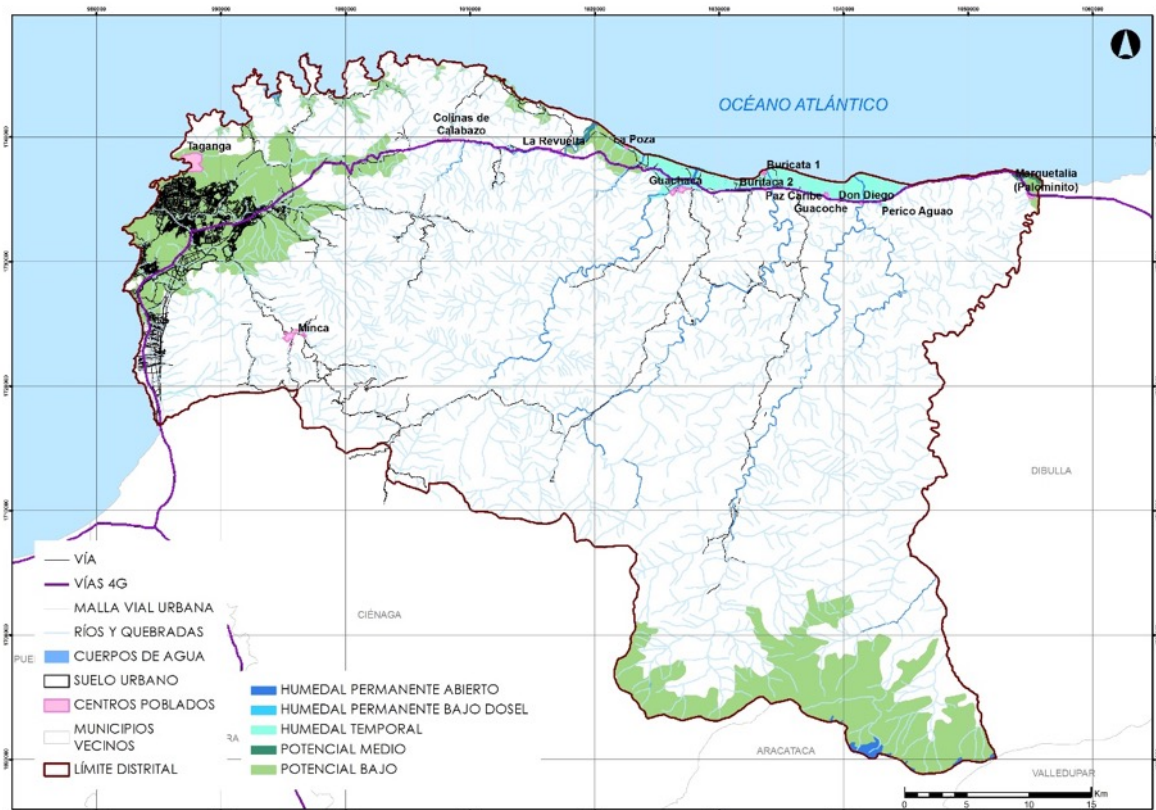 OCÉANO ATLÁNTICO
Colinas de
Calabazo
Taganga
La Revuelta
La Poza
Buricata 1
Guachaca
Buritaca 2
Marquetalia
(Palominito)
Paz Caribe
Don Diego
Guacoche
Perico Aguao
Minca
DIBULLA
CIÉNAGA
ARACATACA
VALLEDUPAR
VÍA
VÍAS 4G
MALLA VIAL URBANA
RÍOS Y QUEBRADAS
CUERPOS DE AGUA
SUELO URBANO
CENTROS POBLADOS
MUNICIPIOS
VECINOS
LÍMITE DISTRITAL
HUMEDAL PERMANENTE ABIERTO
HUMEDAL PERMANENTE BAJO DOSEL
HUMEDAL TEMPORAL
POTENCIAL MEDIO
POTENCIAL BAJO
Km
0 5 10 15